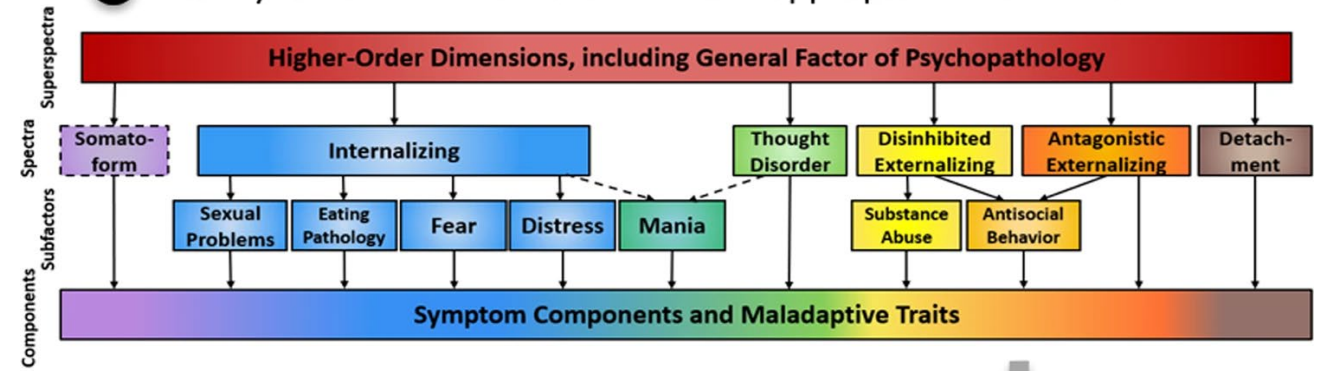 Superspectra
Higher-Order Dimensions, including General Factor of Psychopathology
Spectra
Somato-
form
Internalizing
Thought
Disorder
Disinhibited
Externalizing
Antagonistic
Externalizing
Detach-
ment
Subfactors
Sexual
Problems
Eating
Pathology
Fear
Distress
Mania
Substance
Abuse
Antisocial
Behavior
Components
Symptom Components and Maladaptive Traits